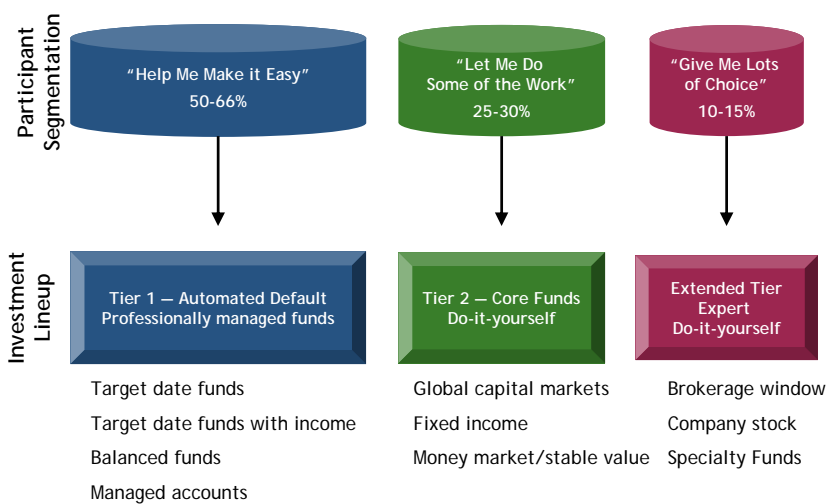 Participant
Segmentation
“Help Me Make it Easy”
50-66%
“Let Me Do
Some of the Work”
25-30%
“Give Me Lots
of Choice”
10-15%
Investment
Lineup
Tier 1 — Automated Default
Professionally managed funds
Tier 2 — Core Funds
Do-it-yourself
Extended Tier
Expert
Do-it-yourself
Target date funds
Target date funds with income
Balanced funds
Managed accounts
Global capital markets
Fixed income
Money market/stable value
Brokerage window
Company stock
Specialty Funds